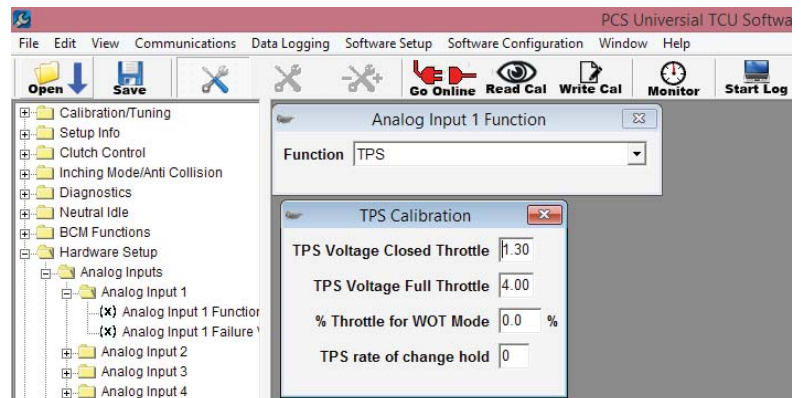 PCS Universial TCU Softwa
File Edit View Communications Data Logging Software Setup Software Configuration Window Help
Open Save Go Online Read Cal Write Cal Monitor Start Log
Calibration/Tuning
Setup Info
Clutch Control
Inching Mode/Anti Collision
Diagnostics
Neutral Idle
BCM Functions
Hardware Setup
Analog Inputs
Analog Input 1
(x) Analog Input 1 Function
(x) Analog Input 1 Failure V
Analog Input 2
Analog Input 3
Analog Input 4
Analog Input 1 Function
Function TPS
TPS Calibration
TPS Voltage Closed Throttle 1.30
TPS Voltage Full Throttle 4.00
% Throttle for WOT Mode 0.0 %
TPS rate of change hold 0